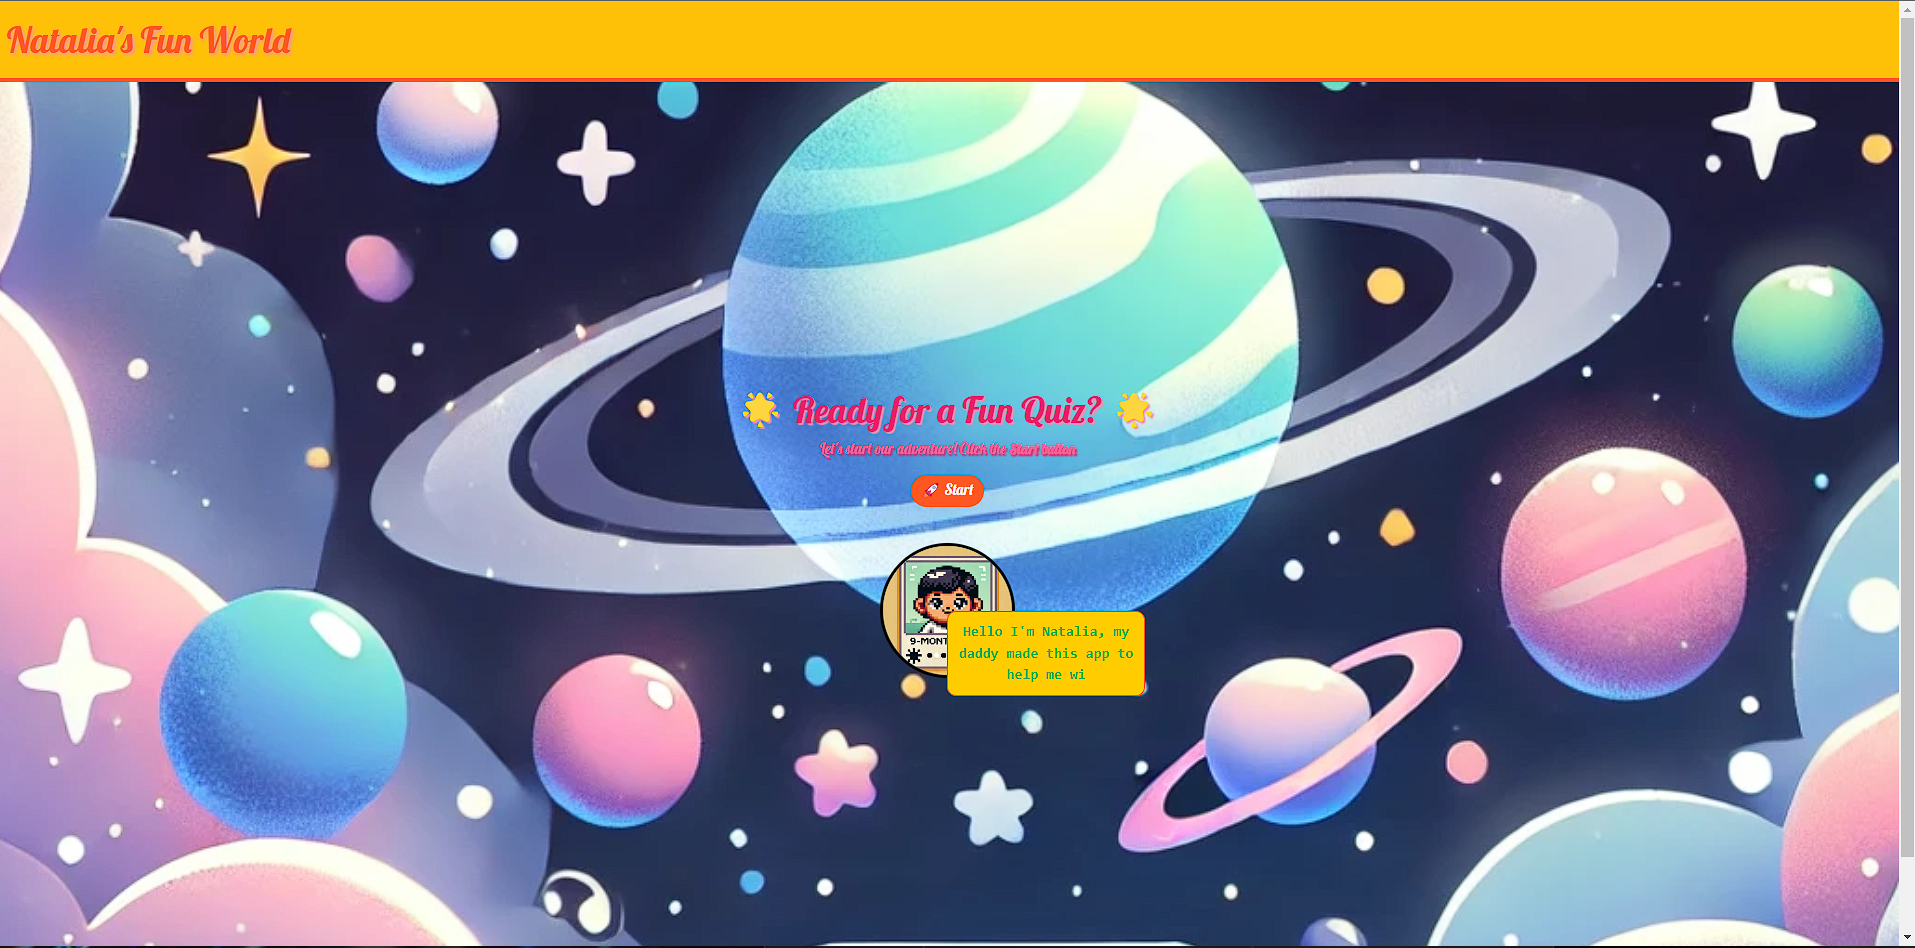 Natalia's Fun World
🌟 Ready for a Fun Quiz? 🌟
Let's start our adventure! Click the Start button
🚀 Start
9-MONT
Hello I'm Natalia, my
daddy made this app to
help me wi